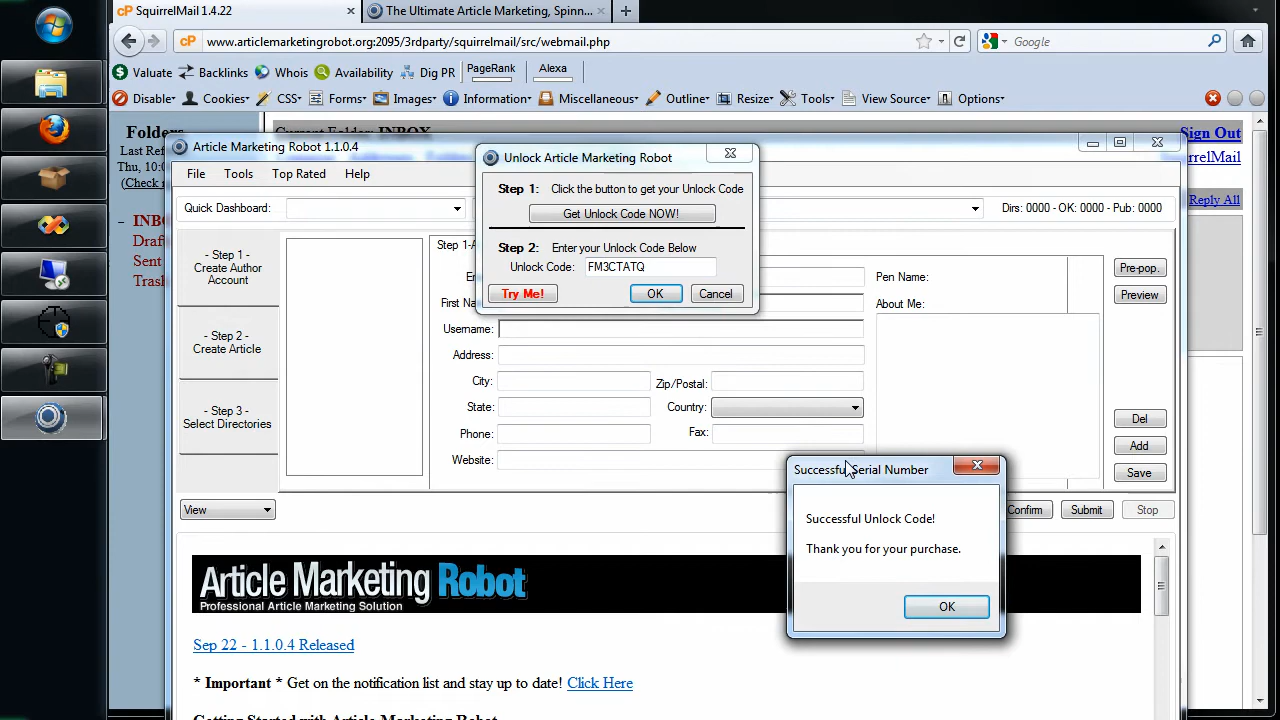 SquirrelMail 1.4.22
The Ultimate Article Marketing, Spinn...
www.articlemarketingrobot.org:2095/3rdparty/squirrelmail/src/webmail.php
Google
Valuate Backlinks Whois Availability Dig PR PageRank Alexa
Disable Cookies CSS Forms Images Information Miscellaneous Outline Resize Tools View Source Options
Folders
Current Folder: INBOX
Sign Out
Thu, 10:0
SquirrelMail
(Check
INB
Reply All
Draf
Sent
Tras
Article Marketing Robot 1.1.0.4
File Tools Top Rated Help
Quick Dashboard:
Dirs: 0000 - OK: 0000 - Pub: 0000
- Step 1 -
Create Author
Account
- Step 2 -
Create Article
- Step 3 -
Select Directories
View
Unlock Article Marketing Robot
Step 1: Click the button to get your Unlock Code
Get Unlock Code NOW!
Step 2: Enter your Unlock Code Below
Unlock Code: FM3CTATQ
Try Me! OK Cancel
Username:
Address:
City:
Zip/Postal:
State:
Country:
Phone:
Fax:
Website:
Pen Name:
About Me:
Pre-pop.
Preview
Del
Add
Save
Confirm Submit Stop
Successful Serial Number
Successful Unlock Code!
Thank you for your purchase.
OK
Article Marketing Robot
Professional Article Marketing Solution
Sep 22 - 1.1.0.4 Released
* Important * Get on the notification list and stay up to date! Click Here
Getting Started with Article Marketing Robot